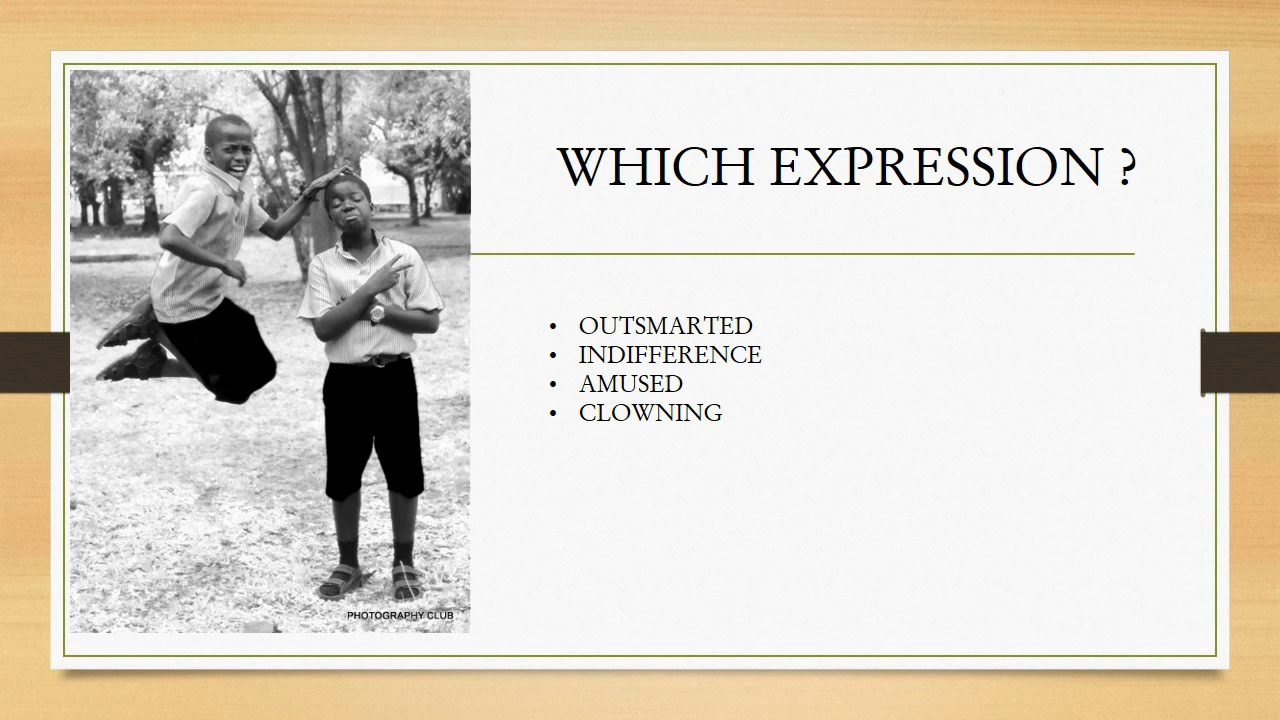 WHICH EXPRESSION ?
• OUTSMARTED
• INDIFFERENCE
• AMUSED
• CLOWNING
PHOTOGRAPHY CLUB